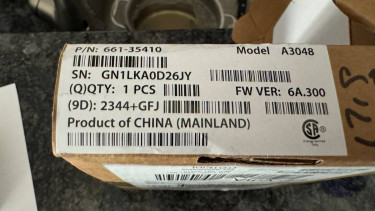 P/N: 661-35410 Model A3048
SN: GN1LKA0D26JY
(Q)QTY: 1 PCS FW VER: 6A.300
(9D): 2344+GFJ
Product of CHINA (MAINLAND)
1715